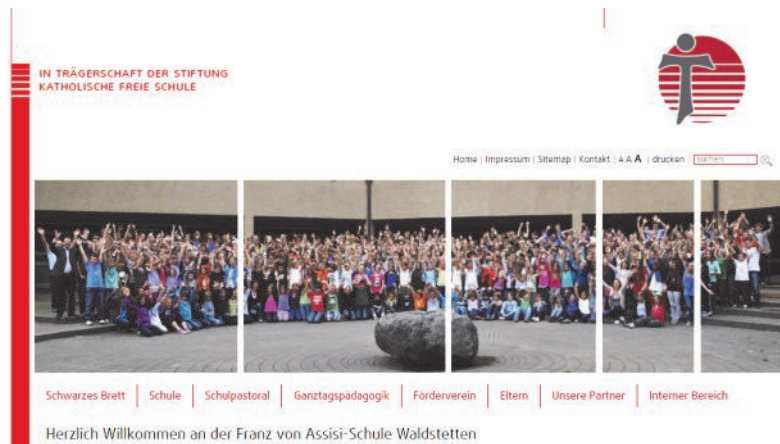 IN TRÄGERSCHAFT DER STIFTUNG
KATHOLISCHE FREIE SCHULE
Home | Impressum | Sitemap | Kontakt | A A A | drucken | suchen
Schwarzes Brett | Schule | Schulpastoral | Ganztagspädagogik | Förderverein | Eltern | Unsere Partner | Interner Bereich
Herzlich Willkommen an der Franz von Assisi-Schule Waldstetten